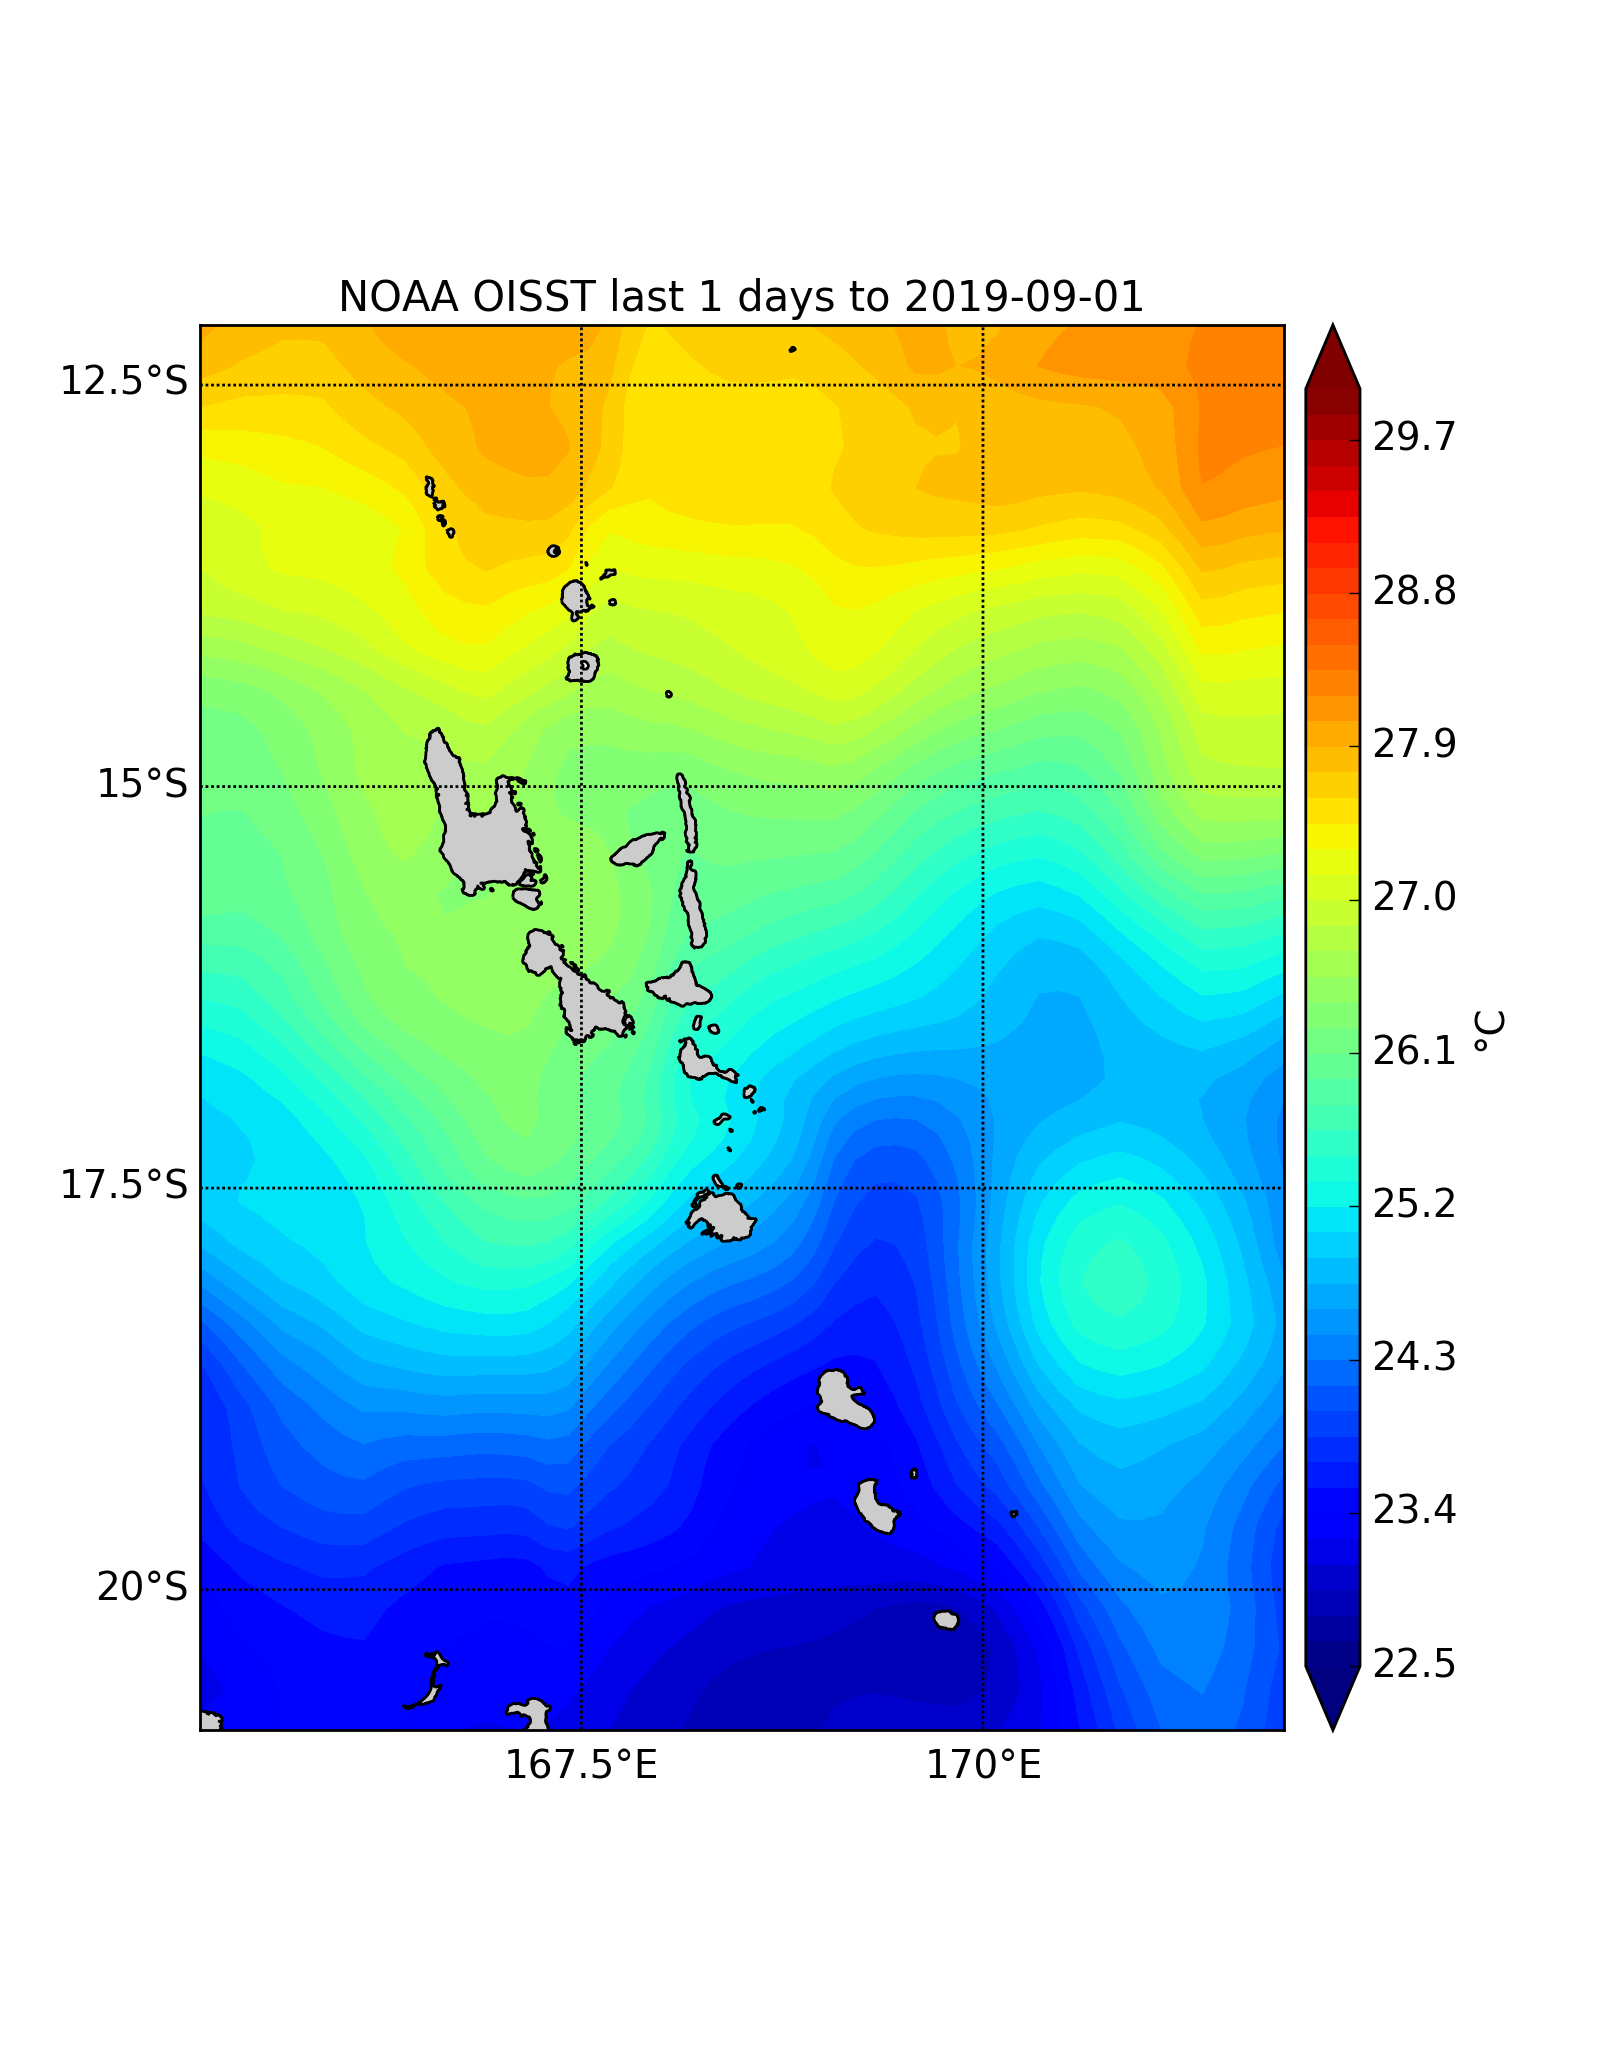 NOAA OISST last 1 days to 2019-09-01
12.5°S
15°S
17.5°S
20°S
167.5°E
170°E
29.7
28.8
27.9
27.0
26.1
25.2
24.3
23.4
22.5
°C